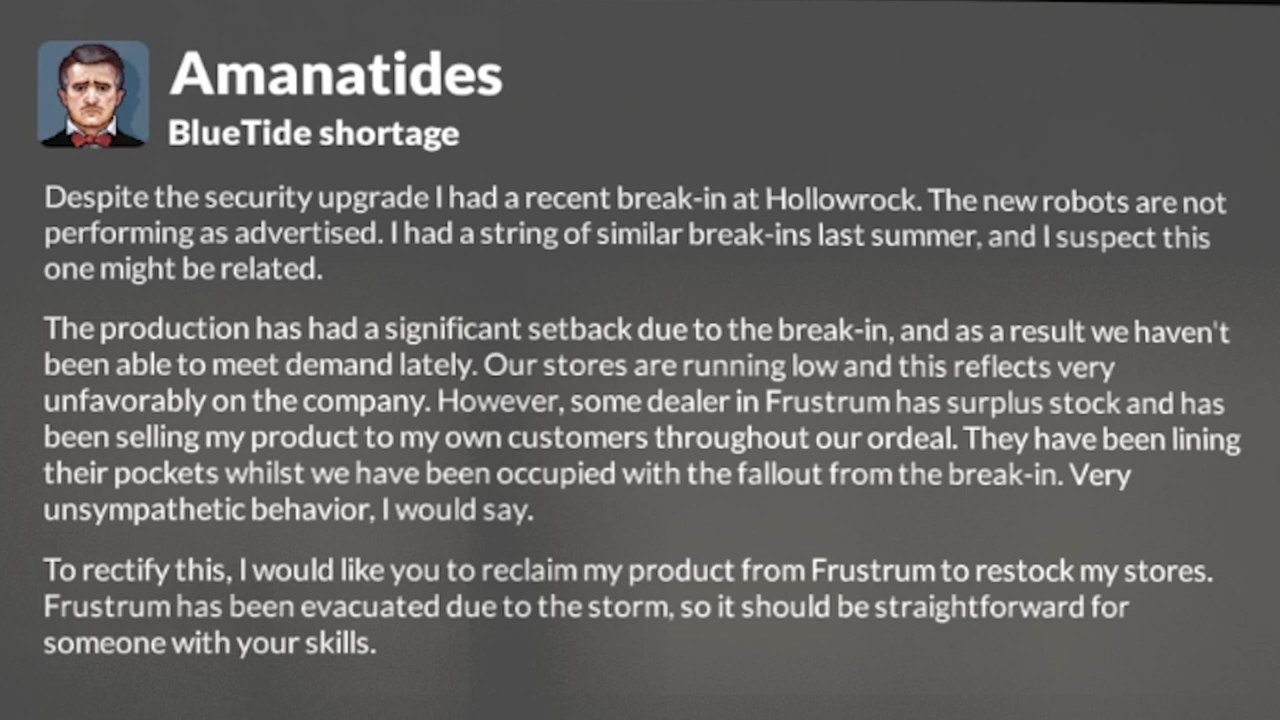 Amanatides
BlueTide shortage
Despite the security upgrade I had a recent break-in at Hollowrock. The new robots are not
performing as advertised. I had a string of similar break-ins last summer, and I suspect this
one might be related.
The production has had a significant setback due to the break-in, and as a result we haven't
been able to meet demand lately. Our stores are running low and this reflects very
unfavorably on the company. However, some dealer in Frustrum has surplus stock and has
been selling my product to my own customers throughout our ordeal. They have been lining
their pockets whilst we have been occupied with the fallout from the break-in. Very
unsympathetic behavior, I would say.
To rectify this, I would like you to reclaim my product from Frustrum to restock my stores.
Frustrum has been evacuated due to the storm, so it should be straightforward for
someone with your skills.